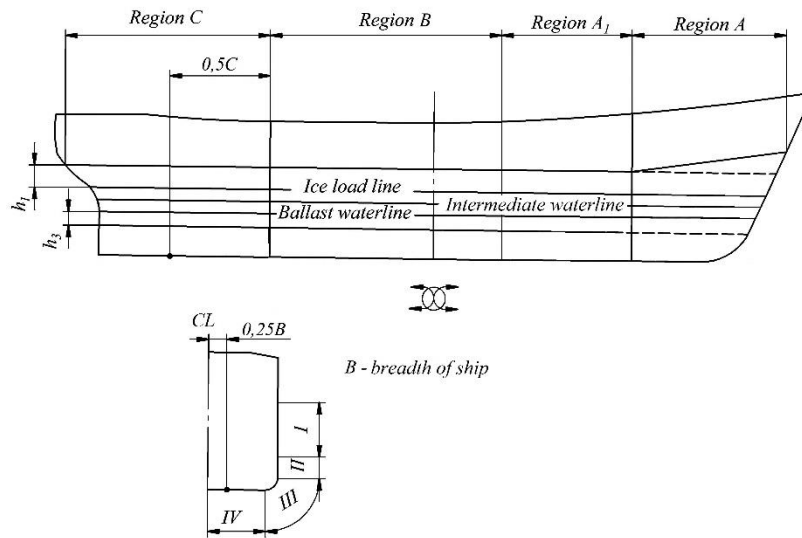 Region C
Region B
Region A₁
Region A
0,5C
h₁
Ice load line
Ballast waterline
Intermediate waterline
h₃
CL
0,25B
B - breadth of ship
I
II
III
IV